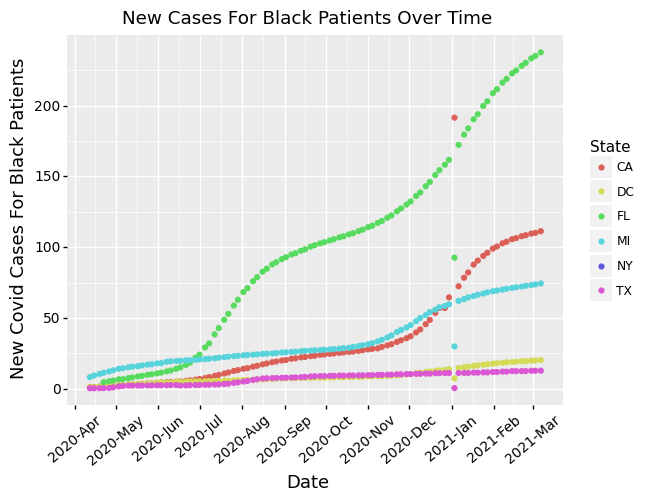 New Cases For Black Patients Over Time
New Covid Cases For Black Patients
200
150
100
50
0
2020-Apr
2020-May
2020-Jun
2020-Jul
2020-Aug
2020-Sep
2020-Oct
2020-Nov
2020-Dec
2021-Jan
2021-Feb
2021-Mar
Date
State
CA
DC
FL
MI
NY
TX